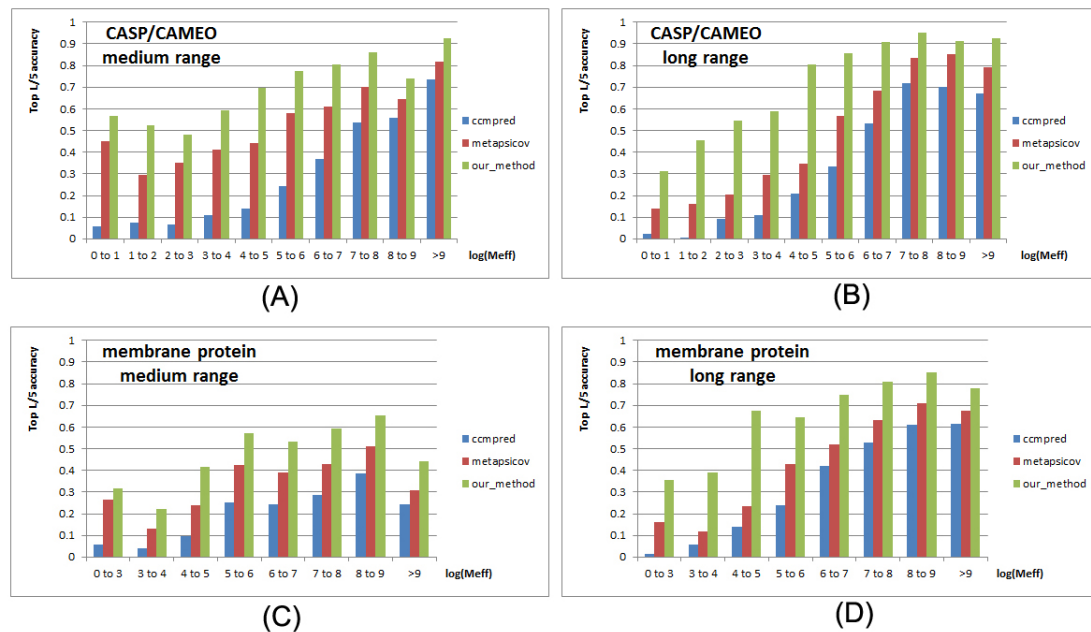 CASP/CAMEO
medium range
Top L/5 accuracy
1
0.9
0.8
0.7
0.6
0.5
0.4
0.3
0.2
0.1
0
0 to 1 1 to 2 2 to 3 3 to 4 4 to 5 5 to 6 6 to 7 7 to 8 8 to 9 >9 log(Meff)
ccmpred
metapsicov
our_method
(A)
CASP/CAMEO
long range
Top L/5 accuracy
1
0.9
0.8
0.7
0.6
0.5
0.4
0.3
0.2
0.1
0
0 to 1 1 to 2 2 to 3 3 to 4 4 to 5 5 to 6 6 to 7 7 to 8 8 to 9 >9 log(Meff)
ccmpred
metapsicov
our_method
(B)
membrane protein
medium range
Top L/5 accuracy
1
0.9
0.8
0.7
0.6
0.5
0.4
0.3
0.2
0.1
0
0 to 3 3 to 4 4 to 5 5 to 6 6 to 7 7 to 8 8 to 9 >9 log(Meff)
ccmpred
metapsicov
our_method
(C)
membrane protein
long range
Top L/5 accuracy
1
0.9
0.8
0.7
0.6
0.5
0.4
0.3
0.2
0.1
0
0 to 3 3 to 4 4 to 5 5 to 6 6 to 7 7 to 8 8 to 9 >9 log(Meff)
ccmpred
metapsicov
our_method
(D)